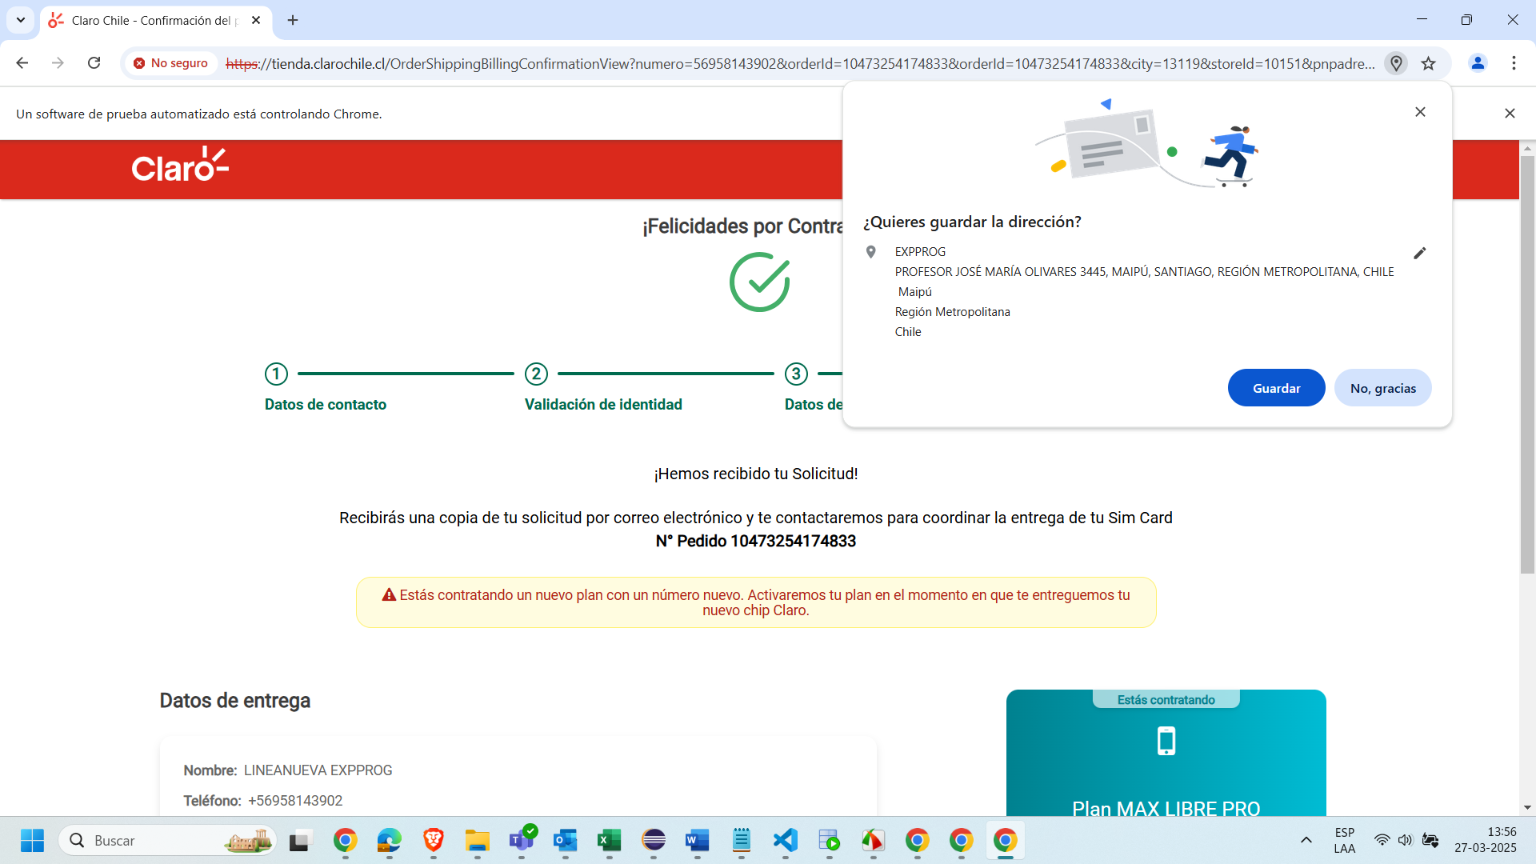 Claro Chile - Confirmación del p
No seguro
https://tienda.clarochile.cl/OrderShippingBillingConfirmationView?numero=56958143902&orderId=10473254174833&orderId=10473254174833&city=13119&storeId=10151&pnpadre...
Un software de prueba automatizado está controlando Chrome.
Claro
¡Felicidades por Contra
¿Quieres guardar la dirección?
EXPPROG
PROFESOR JOSÉ MARÍA OLIVARES 3445, MAIPÚ, SANTIAGO, REGIÓN METROPOLITANA, CHILE
Maipú
Región Metropolitana
Chile
Guardar
No, gracias
1
2
3
Datos de contacto
Validación de identidad
Datos de
¡Hemos recibido tu Solicitud!
Recibirás una copia de tu solicitud por correo electrónico y te contactaremos para coordinar la entrega de tu Sim Card
N° Pedido 10473254174833
Estás contratando un nuevo plan con un número nuevo. Activaremos tu plan en el momento en que te entreguemos tu
nuevo chip Claro.
Datos de entrega
Nombre: LINEANUEVA EXPPROG
Teléfono: +56958143902
Estás contratando
Plan MAX LIBRE PRO
Buscar
ESP
LAA
13:56
27-03-2025